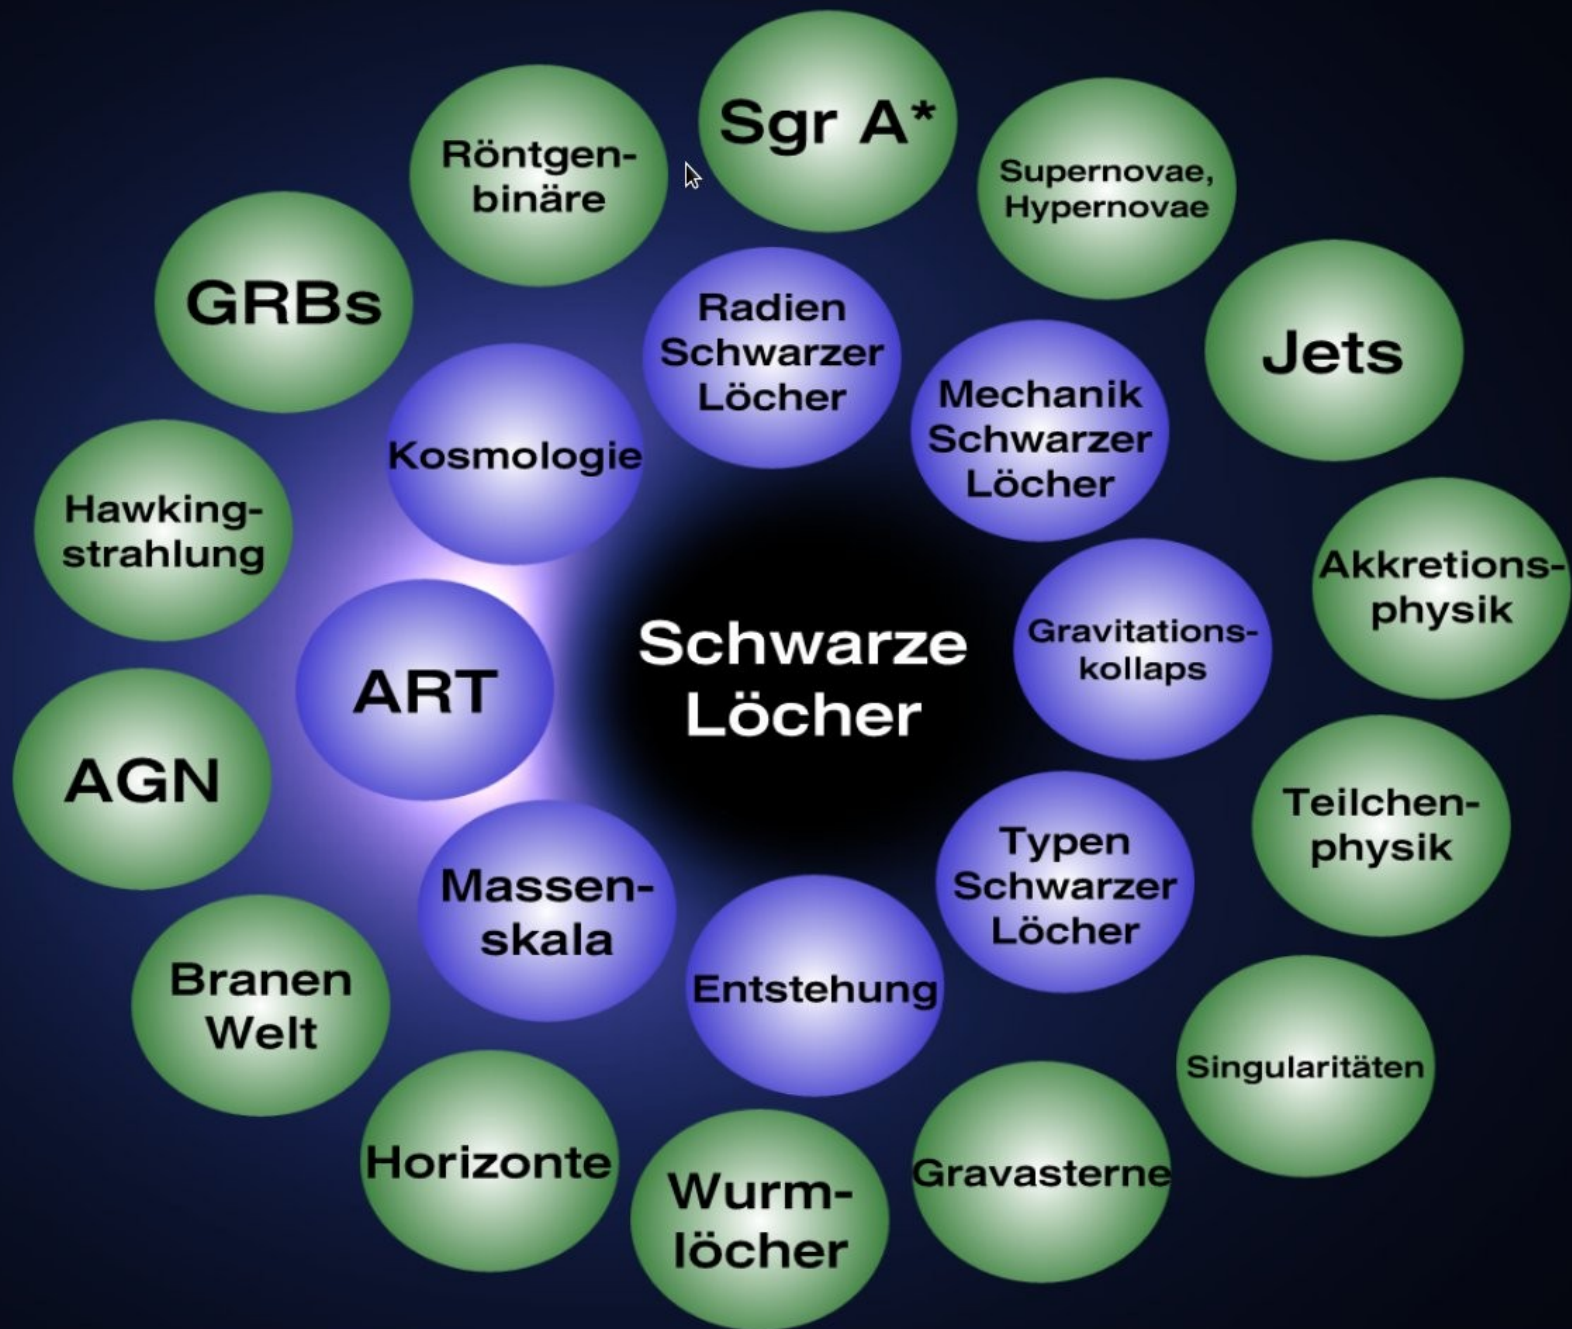 Sgr A*
Röntgen-
binäre
Supernovae,
Hypernovae
GRBs
Radien
Schwarzer
Löcher
Jets
Mechanik
Schwarzer
Löcher
Kosmologie
Hawking-
strahlung
Akkretions-
physik
Gravitations-
kollaps
Schwarze
Löcher
ART
AGN
Teilchen-
physik
Typen
Schwarzer
Löcher
Massen-
skala
Entstehung
Branen
Welt
Singularitäten
Horizonte
Gravasterne
Wurm-
löcher